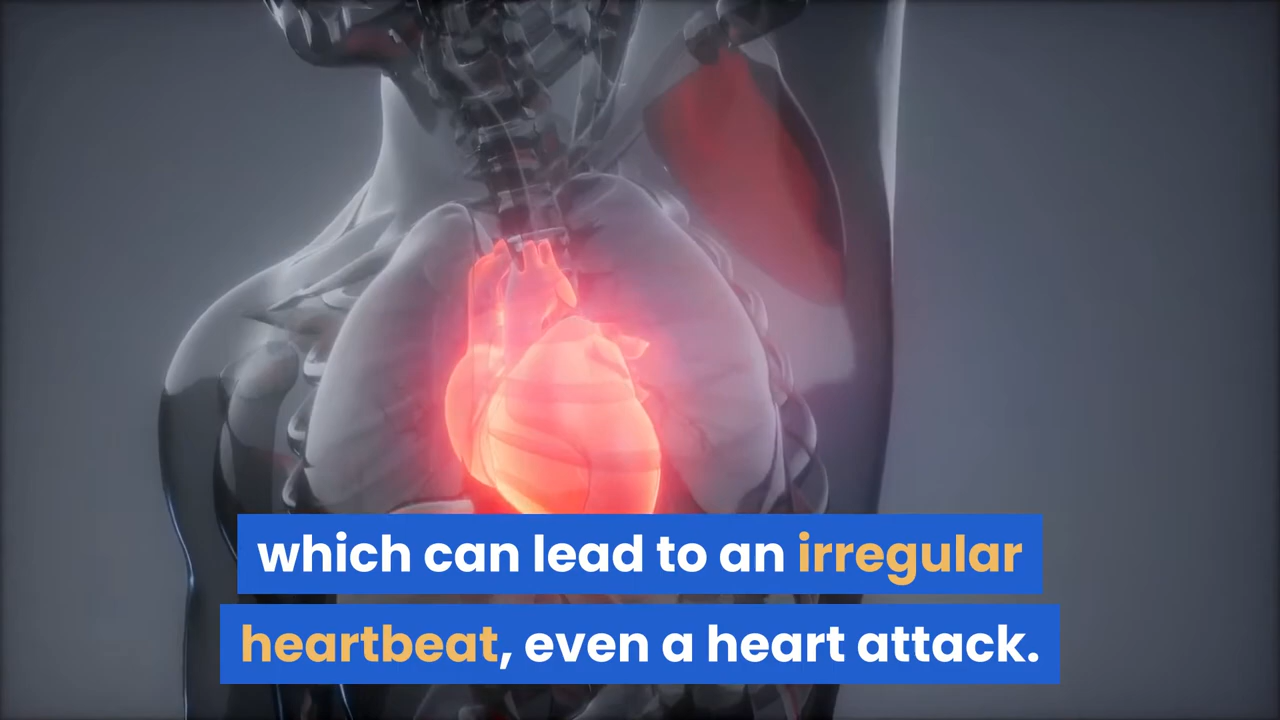 which can lead to an irregular
heartbeat, even a heart attack.